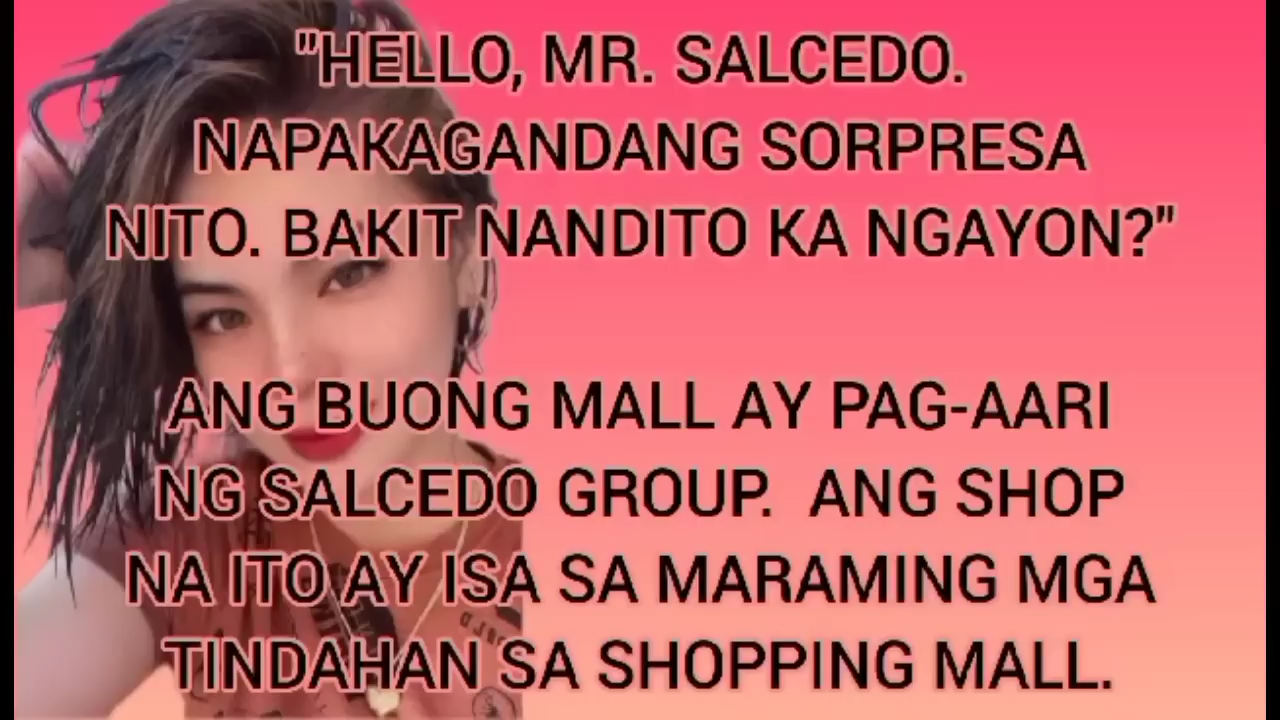 "HELLO, MR. SALCEDO.
NAPAKAGANDANG SORPRESA
NITO. BAKIT NANDITO KA NGAYON?"
ANG BUONG MALL AY PAG-AARI
NG SALCEDO GROUP. ANG SHOP
NA ITO AY ISA SA MARAMING MGA
TINDAHAN SA SHOPPING MALL.